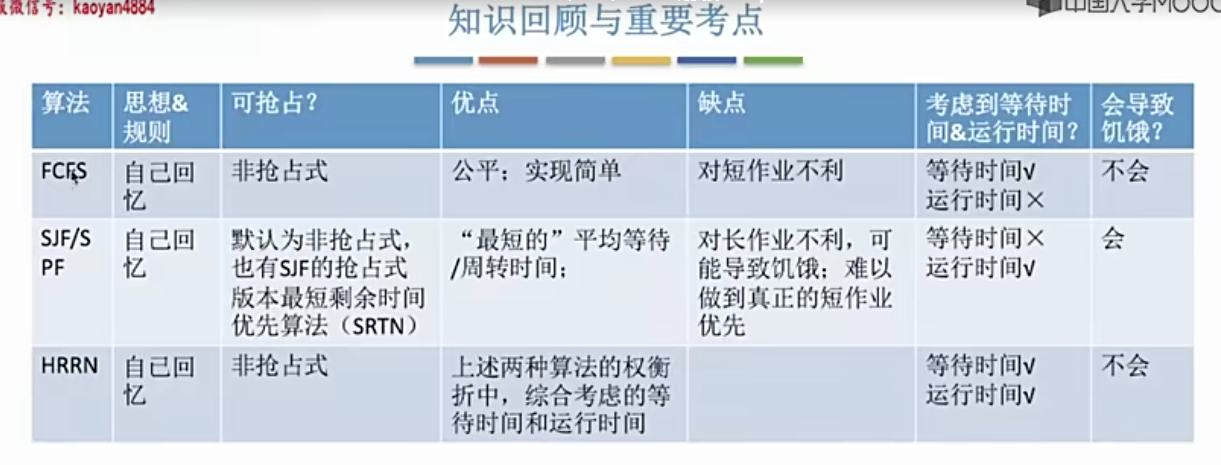 微信号：kaoyan4884
中国大学MOOC
知识回顾与重要考点
算法
思想&
规则
可抢占？
优点
缺点
考虑到等待时
间&运行时间？
会导致
饥饿？
FCFS
自己回
忆
非抢占式
公平；实现简单
对短作业不利
等待时间√
运行时间×
不会
SJF/S
PF
自己回
忆
默认为非抢占式，
也有SJF的抢占式
版本最短剩余时间
优先算法（SRTN）
“最短的”平均等待
/周转时间；
对长作业不利，可
能导致饥饿；难以
做到真正的短作业
优先
等待时间×
运行时间√
会
HRRN
自己回
忆
非抢占式
上述两种算法的权衡
折中，综合考虑的等
待时间和运行时间
等待时间√
运行时间√
不会